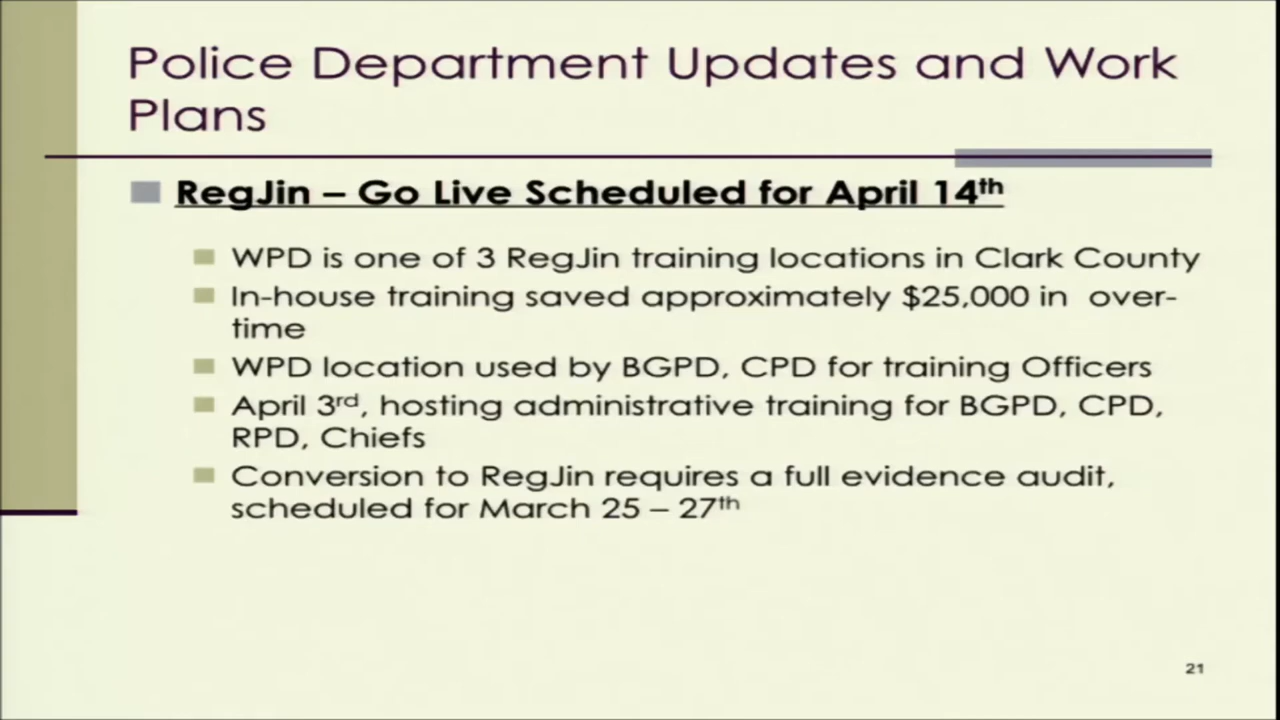 Police Department Updates and Work
Plans
RegJin – Go Live Scheduled for April 14th
WPD is one of 3 RegJin training locations in Clark County
In-house training saved approximately $25,000 in over-
time
WPD location used by BGPD, CPD for training Officers
April 3rd, hosting administrative training for BGPD, CPD,
RPD, Chiefs
Conversion to RegJin requires a full evidence audit,
scheduled for March 25 – 27th
21